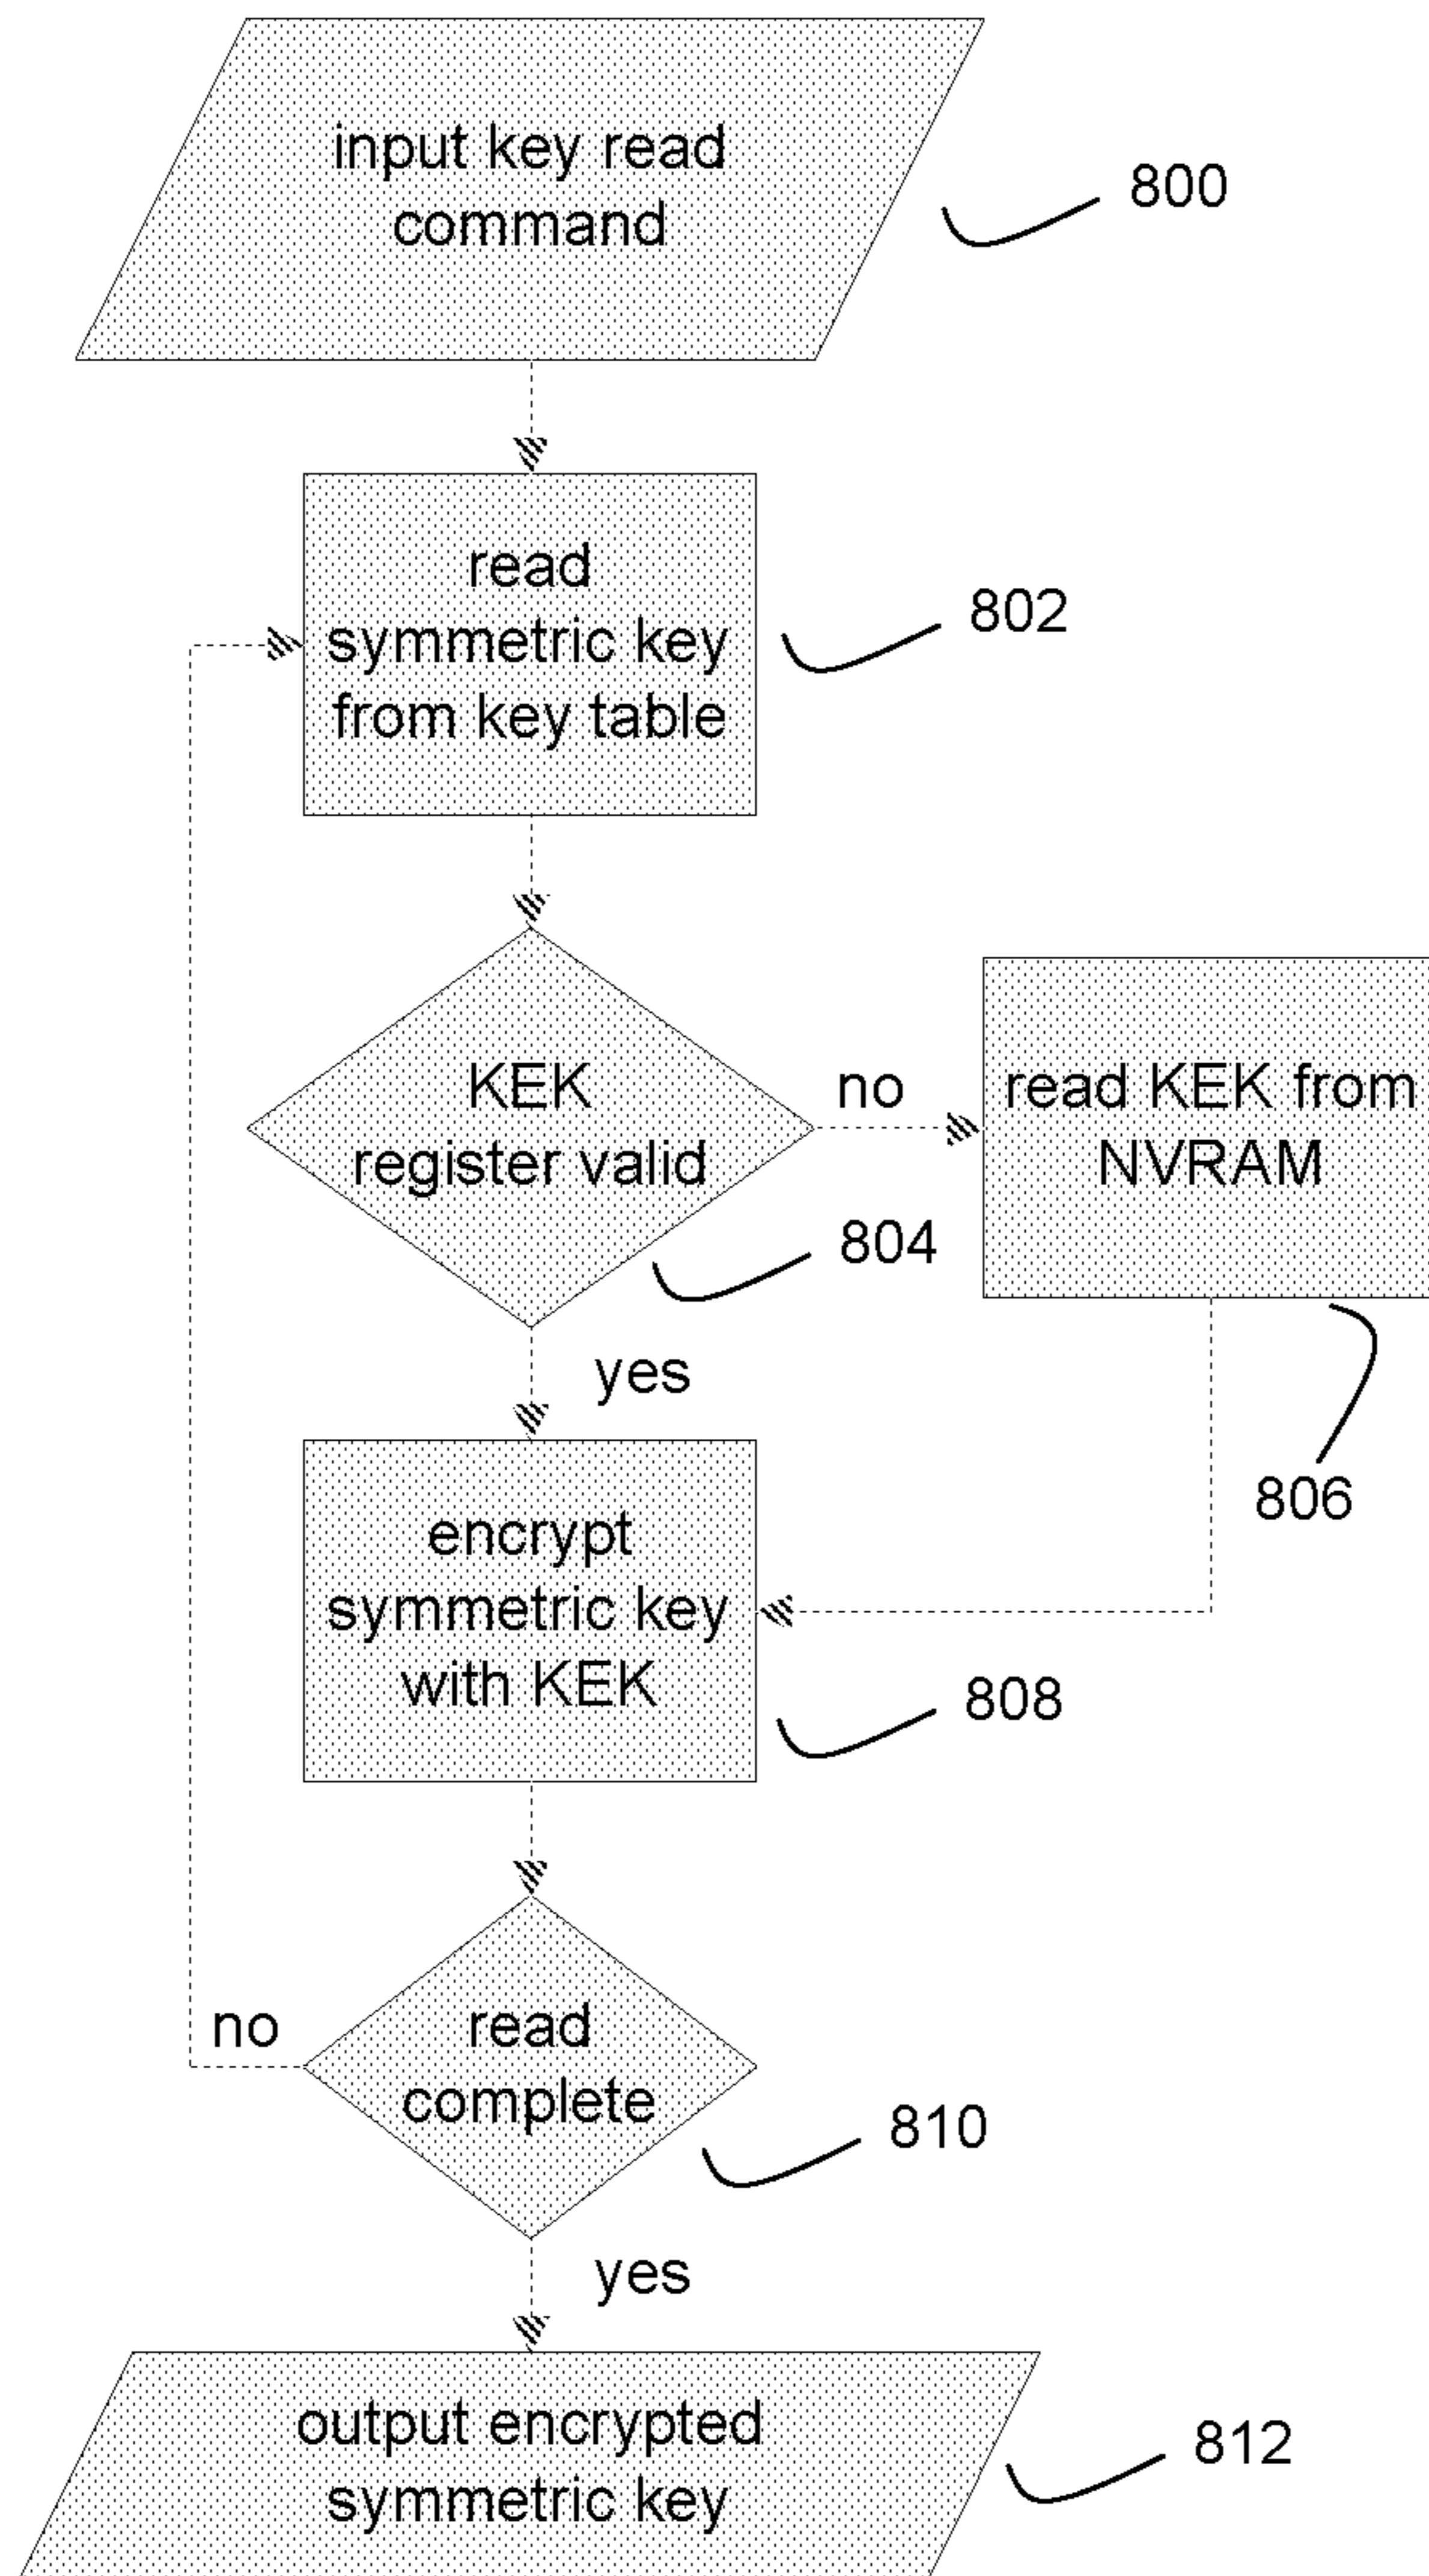 input key read
command
800
read
symmetric key
from key table
802
KEK
register valid
no
read KEK from
NVRAM
804
yes
806
encrypt
symmetric key
with KEK
808
no
read
complete
810
yes
output encrypted
symmetric key
812